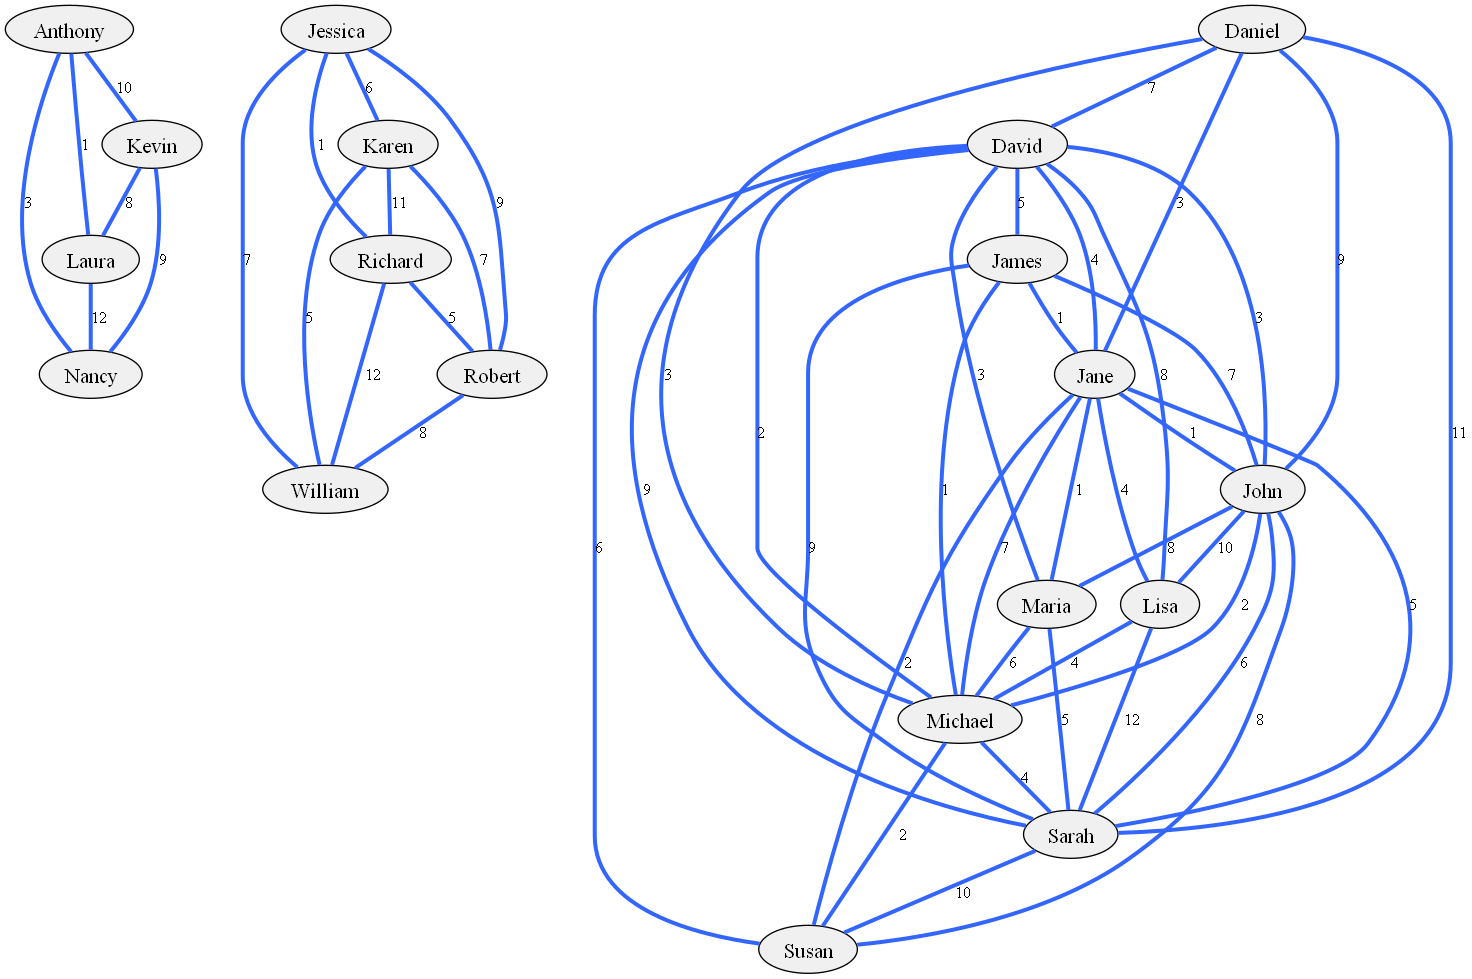 Anthony Jessica Daniel
10 6 7
Kevin Karen David
3 1 8 9 1 11 7 9 5 3
Laura Richard James
12 7 5 5 4 9
1 3
Nancy 12 Robert 3 2 3 Jane 8 7
8 1 11
William 9 1 1 4 John
6 9 7 8 10
Maria Lisa 2 5
2 6 4 6
Michael 5 12 8
4
2 Sarah
10
Susan